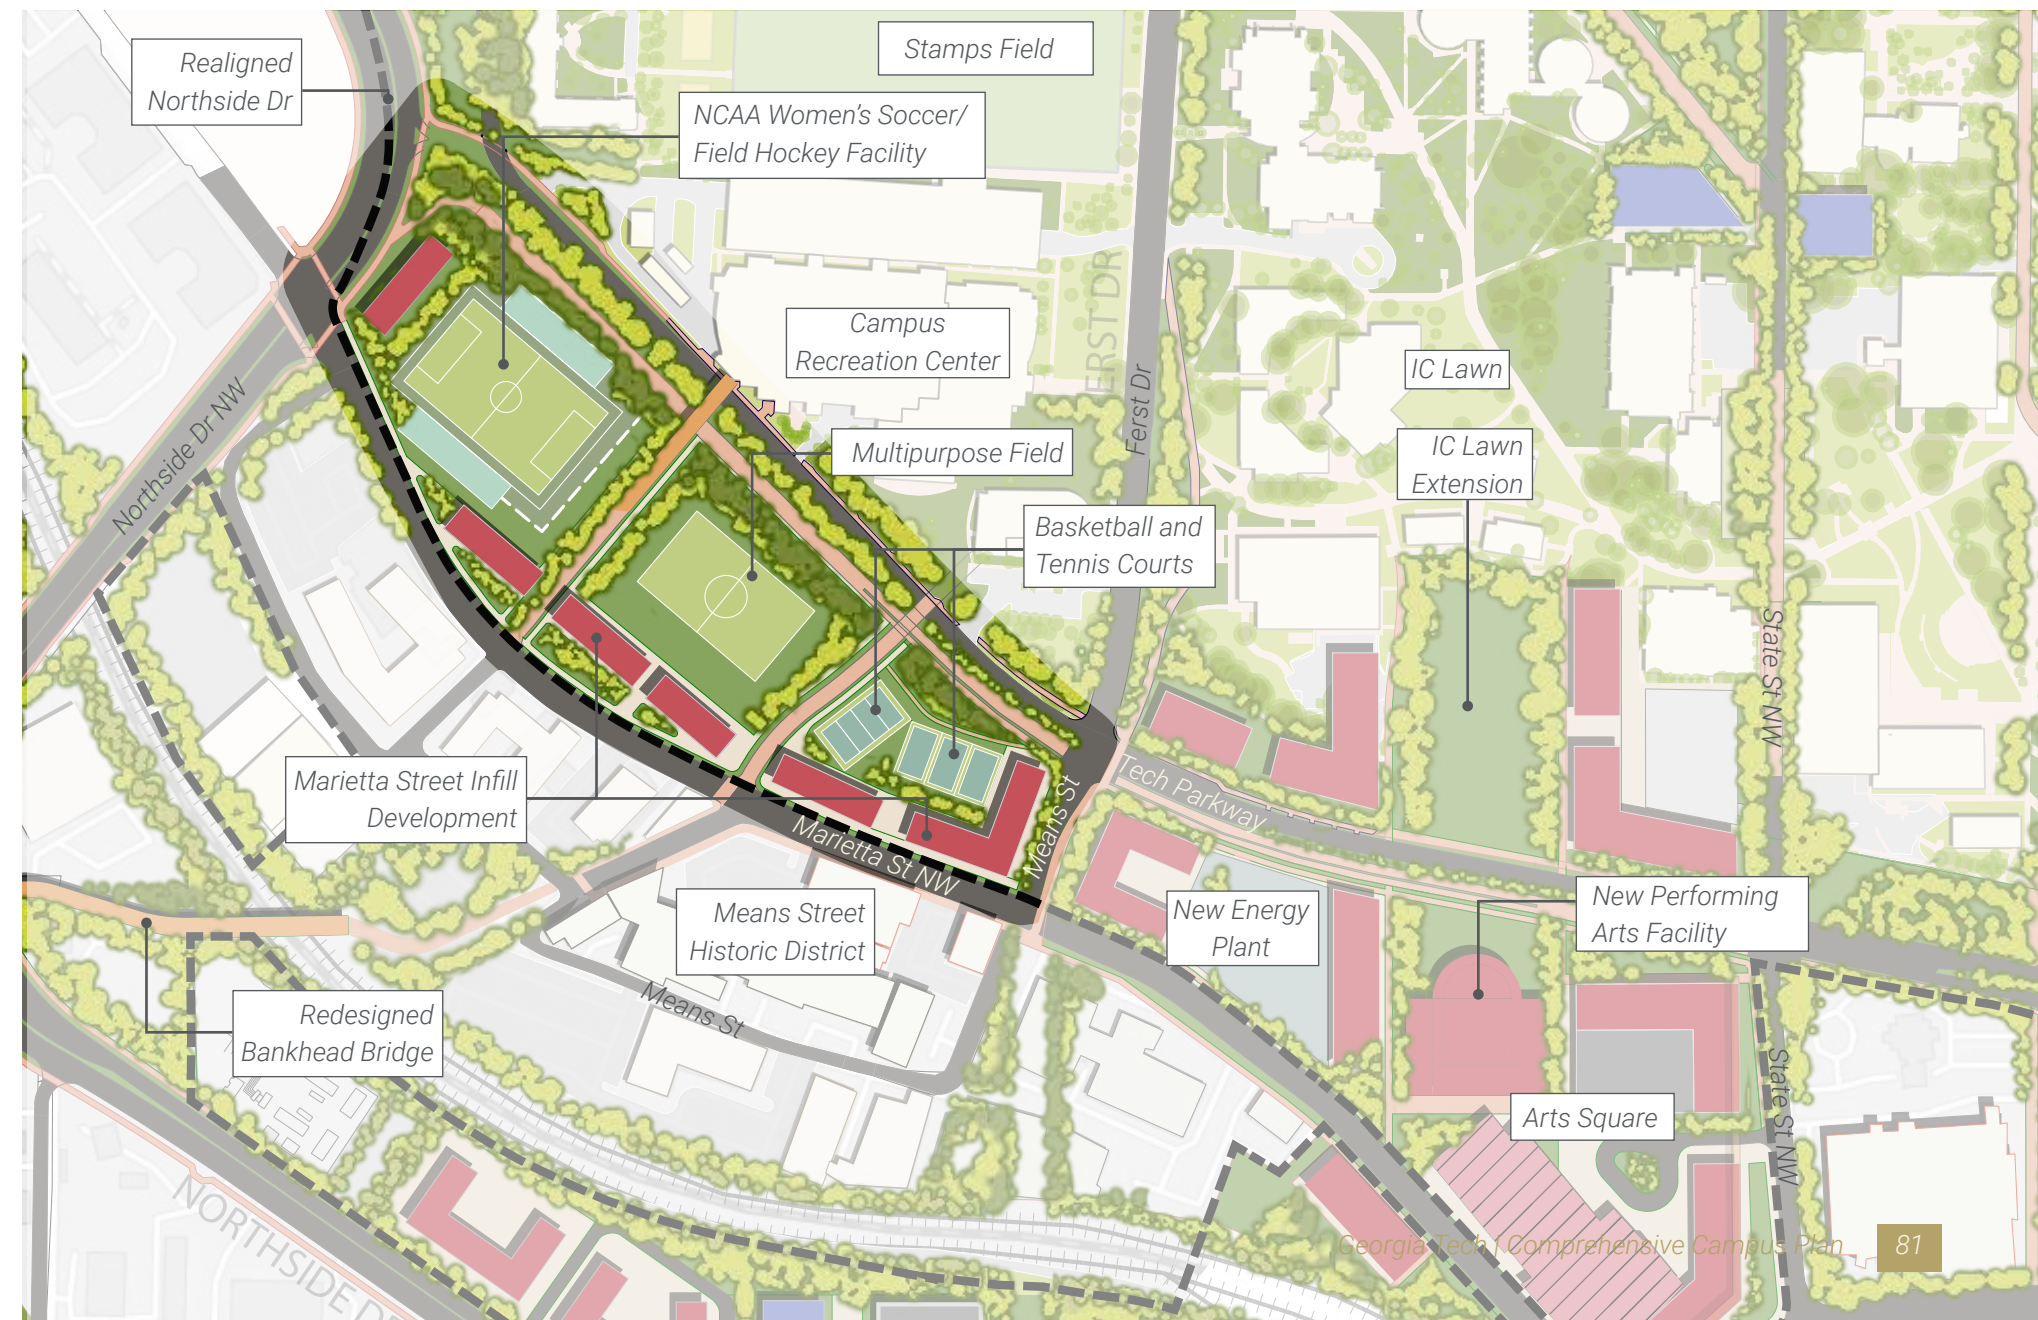 Stamps Field
Realigned
Northside Dr
NCAA Women's Soccer/
Field Hockey Facility
FERST DR
Campus
Recreation Center
IC Lawn
Ferst Dr
Northside Dr NW
Multipurpose Field
IC Lawn
Extension
Basketball and
Tennis Courts
State St NW
Marietta Street Infill
Development
Tech Parkway
Means St
Marietta St NW
Means Street
Historic District
New Energy
Plant
New Performing
Arts Facility
Means St
Redesigned
Bankhead Bridge
Arts Square
State St NW
NORTHSIDE D
Georgia Tech | Comprehensive Campus Plan
81